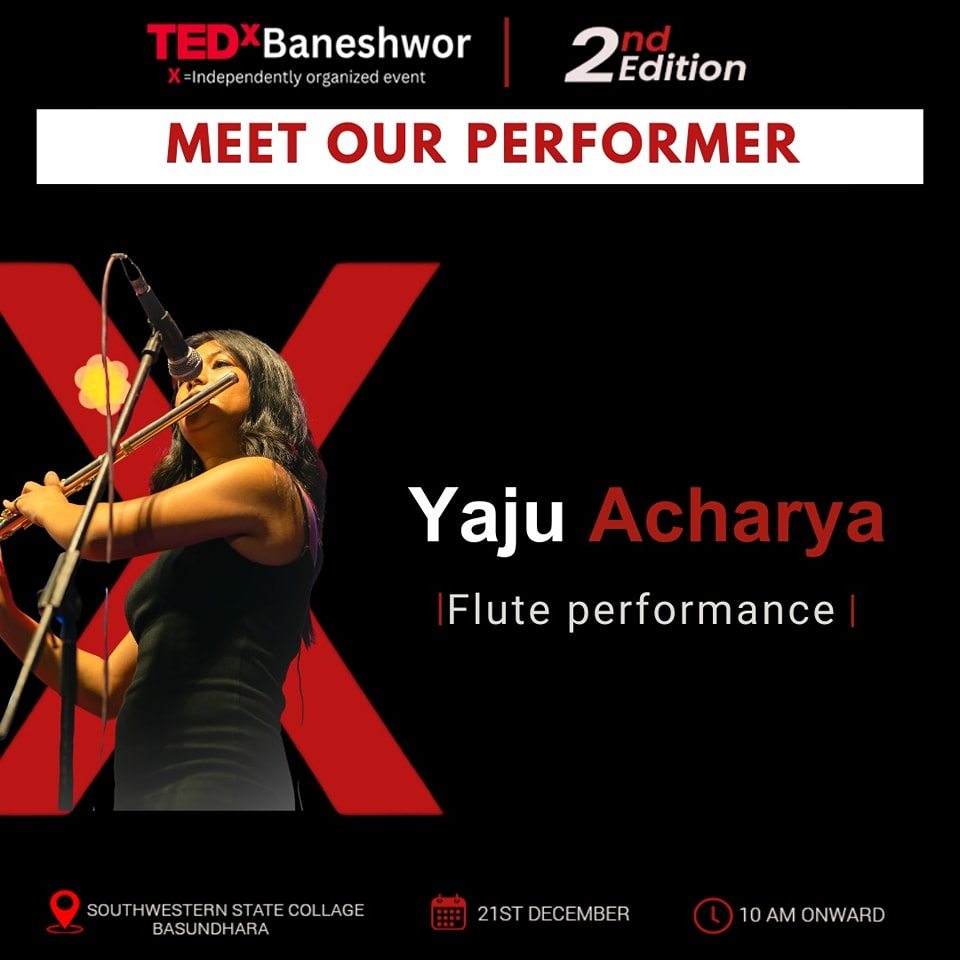 TEDxBaneshwor
X=Independently organized event
2nd Edition
MEET OUR PERFORMER
Yaju Acharya
Flute performance
SOUTHWESTERN STATE COLLAGE
BASUNDHARA
21ST DECEMBER
10 AM ONWARD